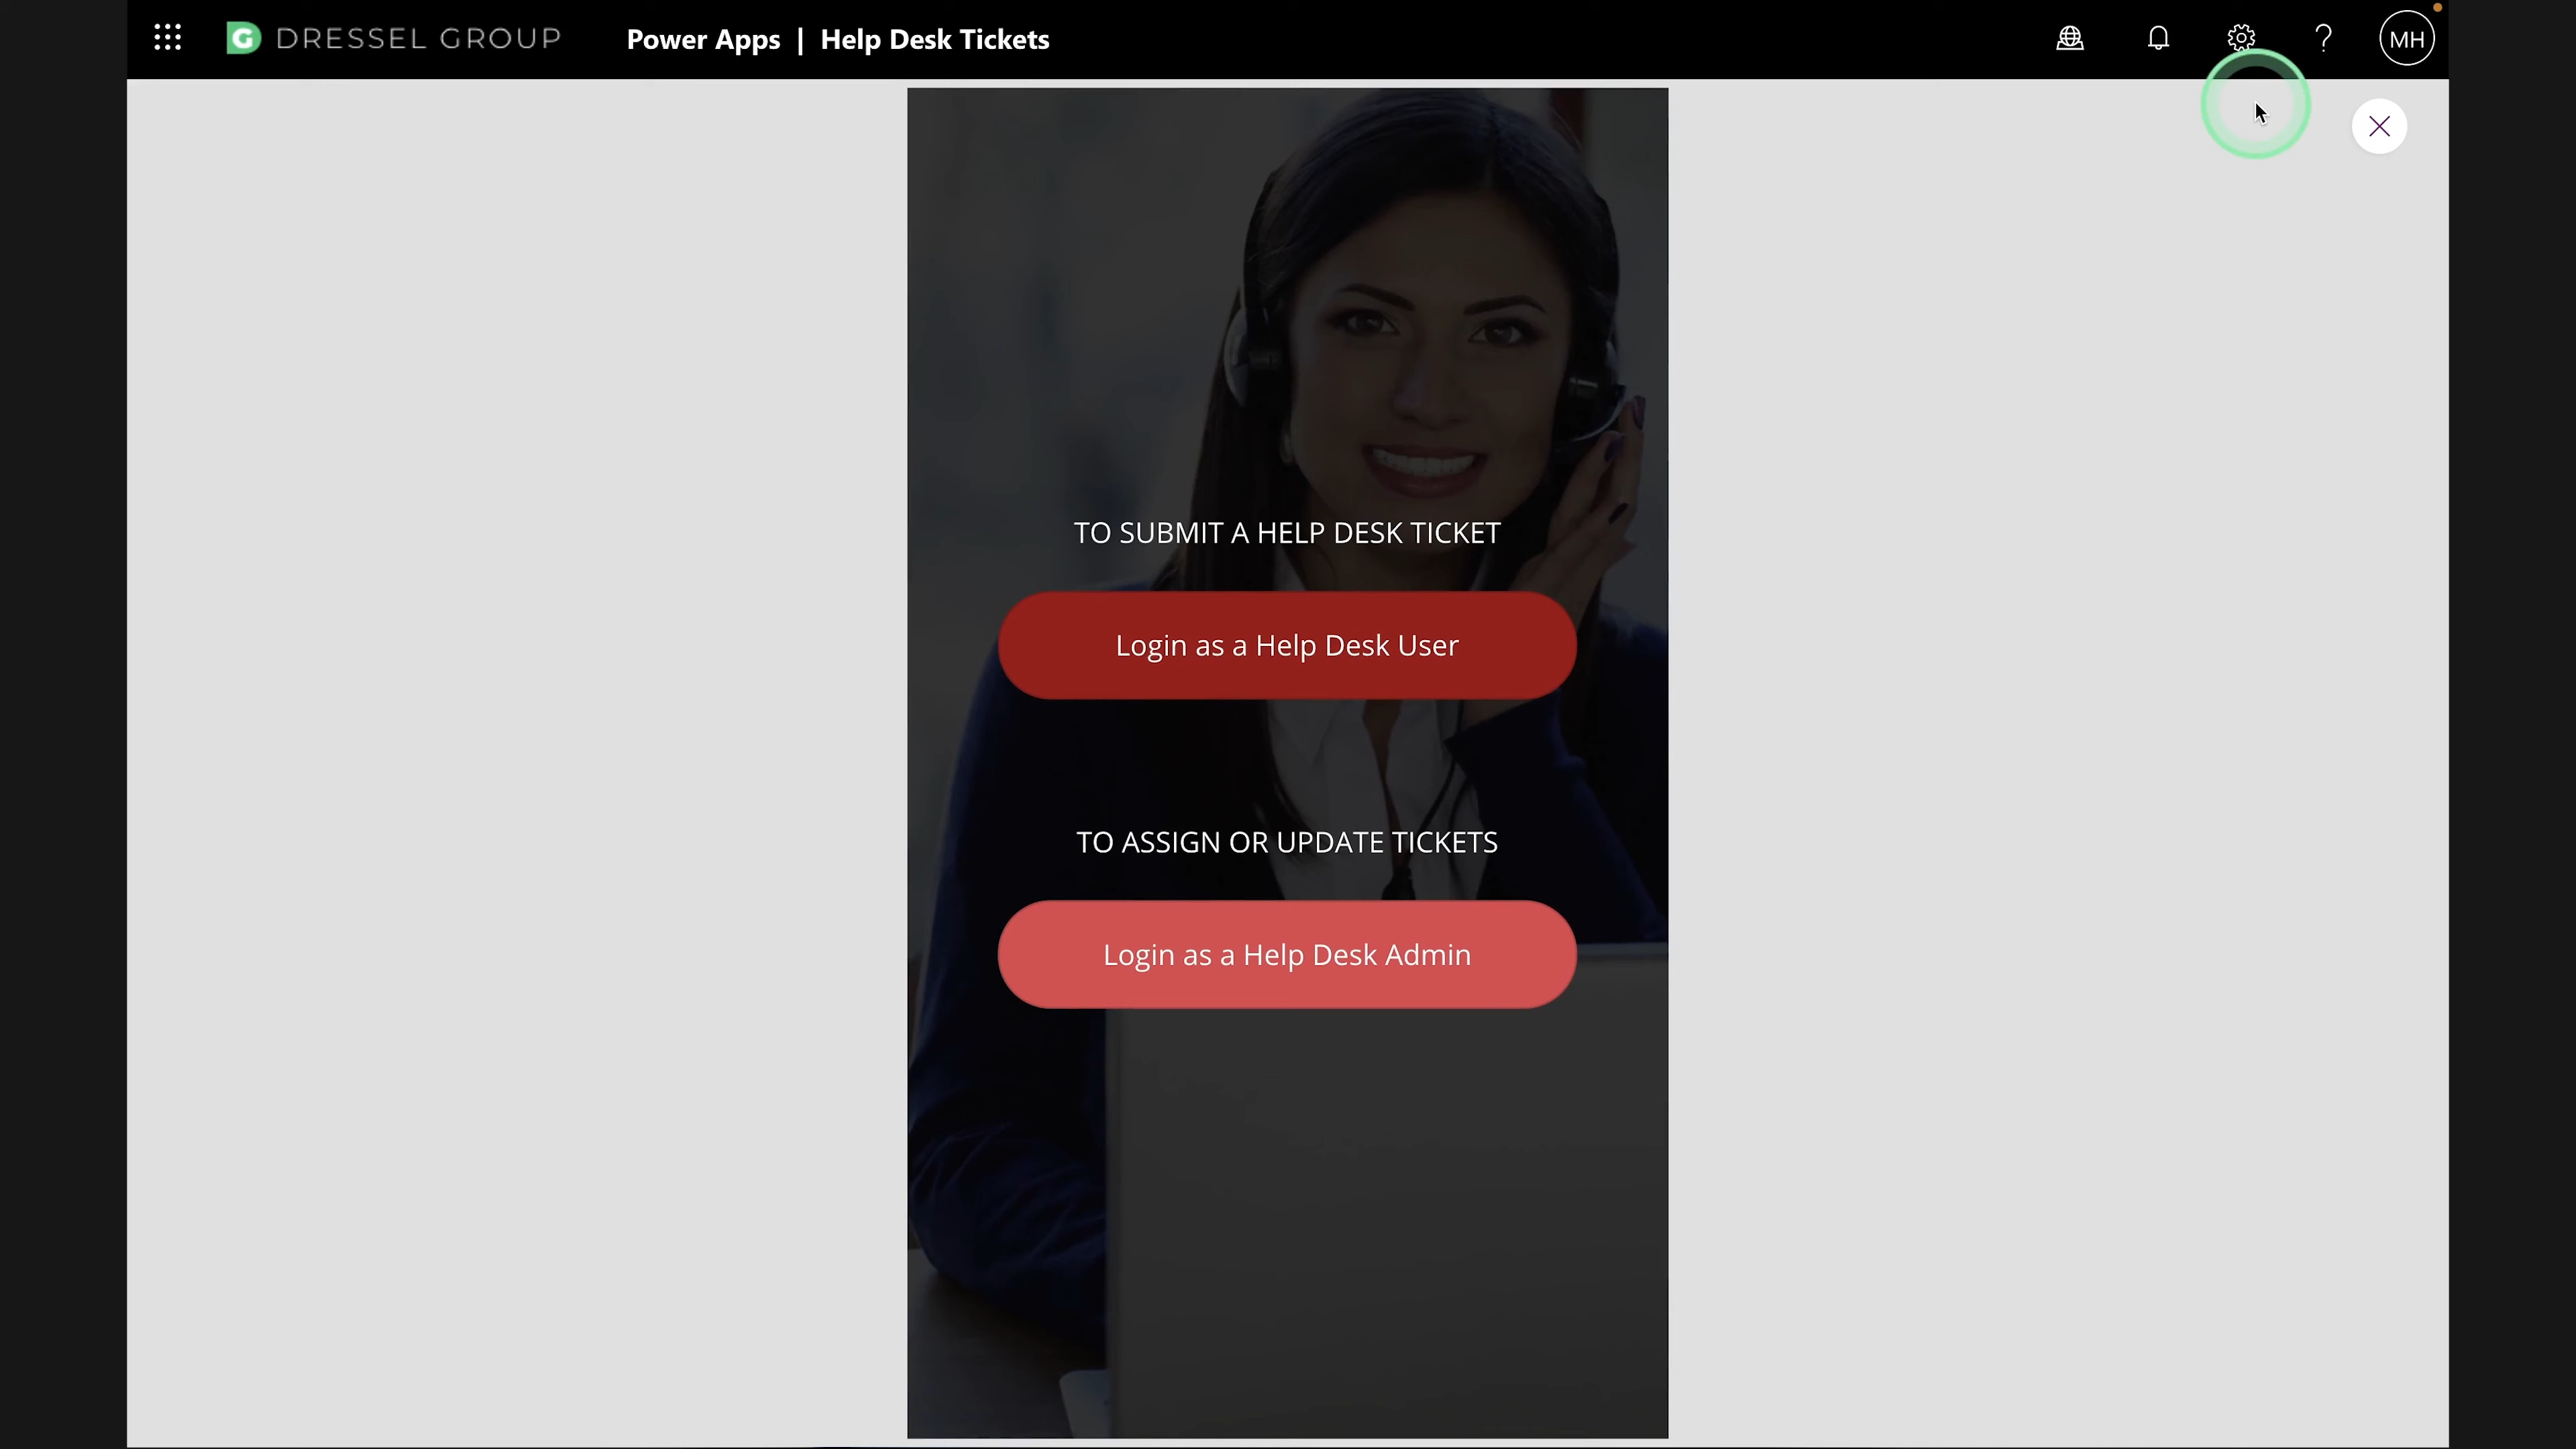 G DRESSEL GROUP
Power Apps | Help Desk Tickets
MH
TO SUBMIT A HELP DESK TICKET
Login as a Help Desk User
TO ASSIGN OR UPDATE TICKETS
Login as a Help Desk Admin